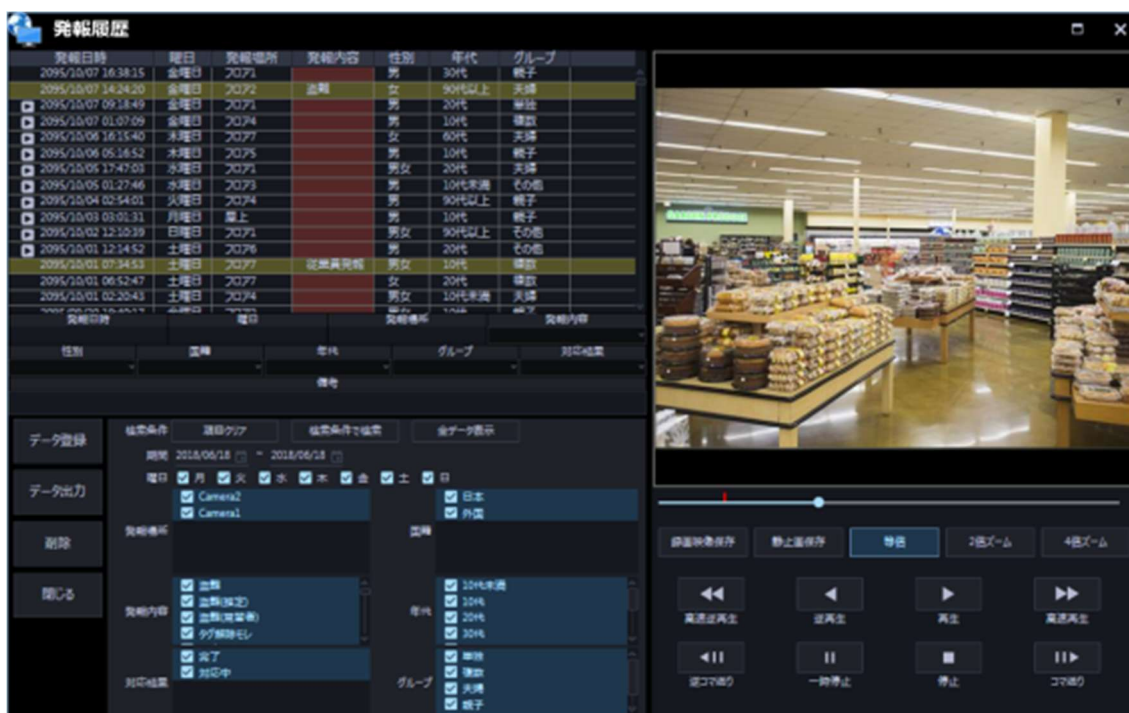 発報履歴
発報日時 曜日 発報場所 発報内容 性別 年代 グループ
2095/10/07 16:38:15 金曜日 フロア1 男 30代 親子
2095/10/07 14:24:20 金曜日 フロア2 盗難 女 90代以上 夫婦
2095/10/07 09:18:49 金曜日 フロア1 男 20代 単独
2095/10/07 01:07:09 金曜日 フロア4 男 10代 複数
2095/10/06 16:15:40 木曜日 フロア7 女 60代 夫婦
2095/10/06 05:16:52 木曜日 フロア5 男 10代 親子
2095/10/05 17:47:03 水曜日 フロア1 男女 20代 夫婦
2095/10/05 01:27:46 水曜日 フロア3 男 10代未満 その他
2095/10/04 02:54:01 火曜日 フロア4 男 90代以上 親子
2095/10/03 03:01:31 月曜日 屋上 男 10代 親子
2095/10/02 12:10:39 日曜日 フロア1 男女 90代以上 その他
2095/10/01 12:14:52 土曜日 フロア6 男 20代 その他
2095/10/01 07:34:53 土曜日 フロア7 従業員発報 男女 10代 複数
2095/10/01 06:52:47 土曜日 フロア7 女 20代 複数
2095/10/01 02:20:43 土曜日 フロア4 男女 10代未満 夫婦
発報日時 曜日 発報場所 発報内容
性別 国籍 年代 グループ 対応結果
備考
データ登録
データ出力
削除
閉じる
検索条件 項目クリア 検索条件で検索 全データ表示
期間 2018/06/18 ~ 2018/06/18
曜日 月 火 水 木 金 土 日
発報場所
Camera2
Camera1
国籍
日本
外国
発報内容
盗難
盗難(推定)
盗難(常習者)
タグ解除モレ
年代
10代未満
10代
20代
30代
対応結果
完了
対応中
グループ
単独
複数
夫婦
親子
録画映像保存 静止画保存 等倍 2倍ズーム 4倍ズーム
高速逆再生 逆再生 再生 高速再生
逆コマ送り 一時停止 停止 コマ送り